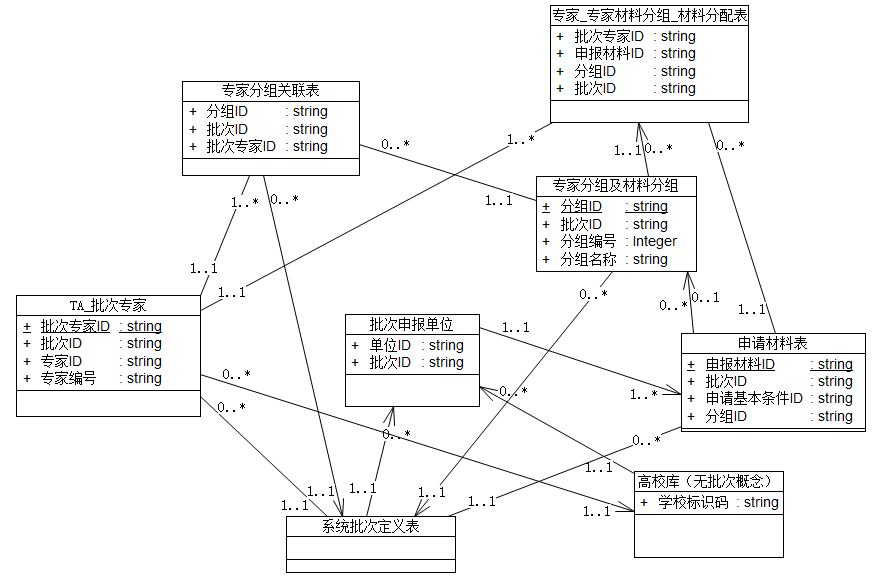 专家_专家材料分组_材料分配表
+ 批次专家ID : string
+ 申报材料ID : string
+ 分组ID : string
+ 批次ID : string
专家分组关联表
+ 分组ID : string
+ 批次ID : string
+ 批次专家ID : string
0..*
1..*
1..1
0..*
0..*
专家分组及材料分组
+ 分组ID : string
+ 批次ID : string
+ 分组编号 : Integer
+ 分组名称 : string
1..*
0..*
1..1
1..1
1..1
0..*
0..*
0..1
1..1
TA_批次专家
+ 批次专家ID : string
+ 批次ID : string
+ 专家ID : string
+ 专家编号 : string
批次申报单位
+ 单位ID : string
+ 批次ID : string
1..1
申请材料表
+ 申报材料ID : string
+ 批次ID : string
+ 申请基本条件ID : string
+ 分组ID : string
0..*
0..*
1..*
0..*
0..*
0..*
1..1
高校库（无批次概念）
+ 学校标识码 : string
1..1
1..1
1..1
1..1
1..1
1..1
系统批次定义表